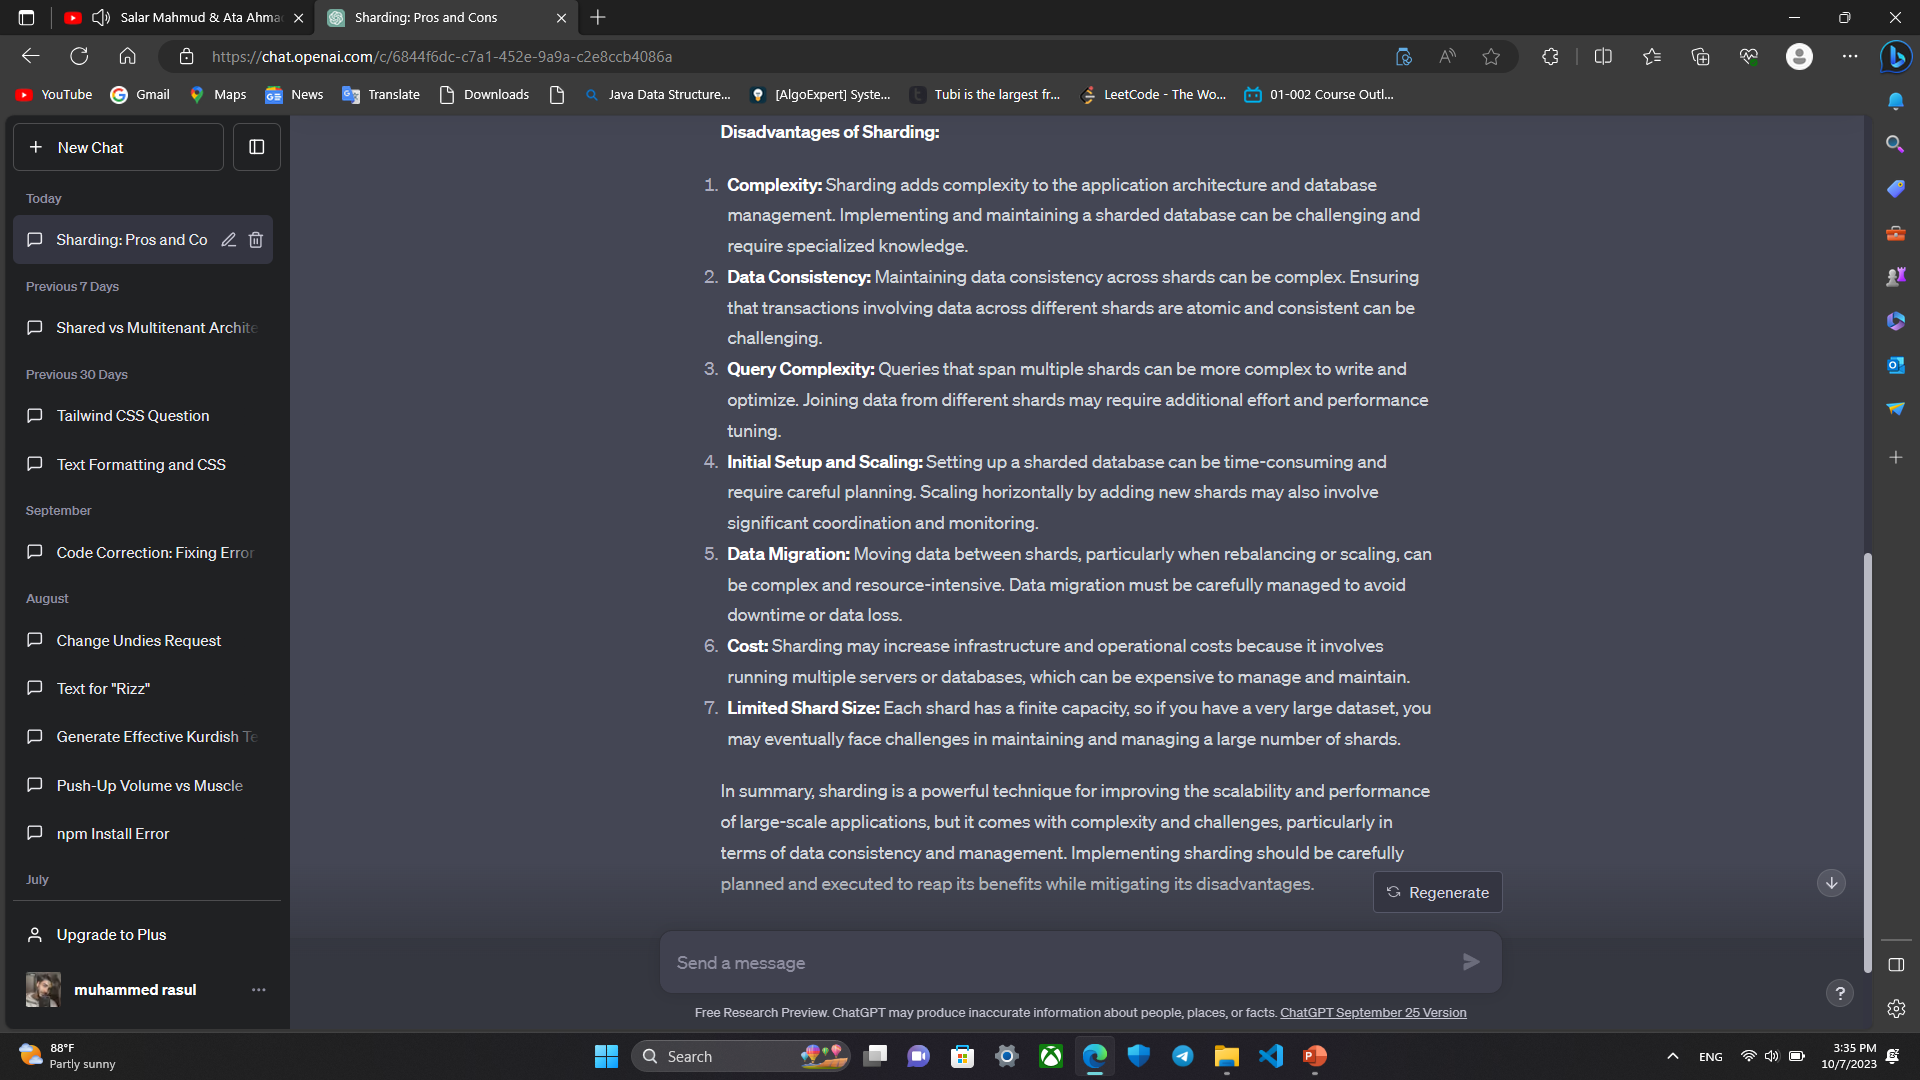 Salar Mahmud & Ata Ahma
Sharding: Pros and Cons
https://chat.openai.com/c/6844f6dc-c7a1-452e-9a9a-c2e8ccb4086a
YouTube
Gmail
Maps
News
Translate
Downloads
Java Data Structure...
[AlgoExpert] Syste...
Tubi is the largest fr...
LeetCode - The Wo...
01-002 Course Outl...
New Chat
Today
Sharding: Pros and Co
Previous 7 Days
Shared vs Multitenant Archite
Previous 30 Days
Tailwind CSS Question
Text Formatting and CSS
September
Code Correction: Fixing Error
August
Change Undies Request
Text for "Rizz"
Generate Effective Kurdish Te
Push-Up Volume vs Muscle
npm Install Error
July
Upgrade to Plus
muhammed rasul
Disadvantages of Sharding:
1. Complexity: Sharding adds complexity to the application architecture and database
management. Implementing and maintaining a sharded database can be challenging and
require specialized knowledge.
2. Data Consistency: Maintaining data consistency across shards can be complex. Ensuring
that transactions involving data across different shards are atomic and consistent can be
challenging.
3. Query Complexity: Queries that span multiple shards can be more complex to write and
optimize. Joining data from different shards may require additional effort and performance
tuning.
4. Initial Setup and Scaling: Setting up a sharded database can be time-consuming and
require careful planning. Scaling horizontally by adding new shards may also involve
significant coordination and monitoring.
5. Data Migration: Moving data between shards, particularly when rebalancing or scaling, can
be complex and resource-intensive. Data migration must be carefully managed to avoid
downtime or data loss.
6. Cost: Sharding may increase infrastructure and operational costs because it involves
running multiple servers or databases, which can be expensive to manage and maintain.
7. Limited Shard Size: Each shard has a finite capacity, so if you have a very large dataset, you
may eventually face challenges in maintaining and managing a large number of shards.
In summary, sharding is a powerful technique for improving the scalability and performance
of large-scale applications, but it comes with complexity and challenges, particularly in
terms of data consistency and management. Implementing sharding should be carefully
planned and executed to reap its benefits while mitigating its disadvantages.
Regenerate
Send a message
Free Research Preview. ChatGPT may produce inaccurate information about people, places, or facts. ChatGPT September 25 Version
?
88°F
Partly sunny
Search
ENG
3:35 PM
10/7/2023